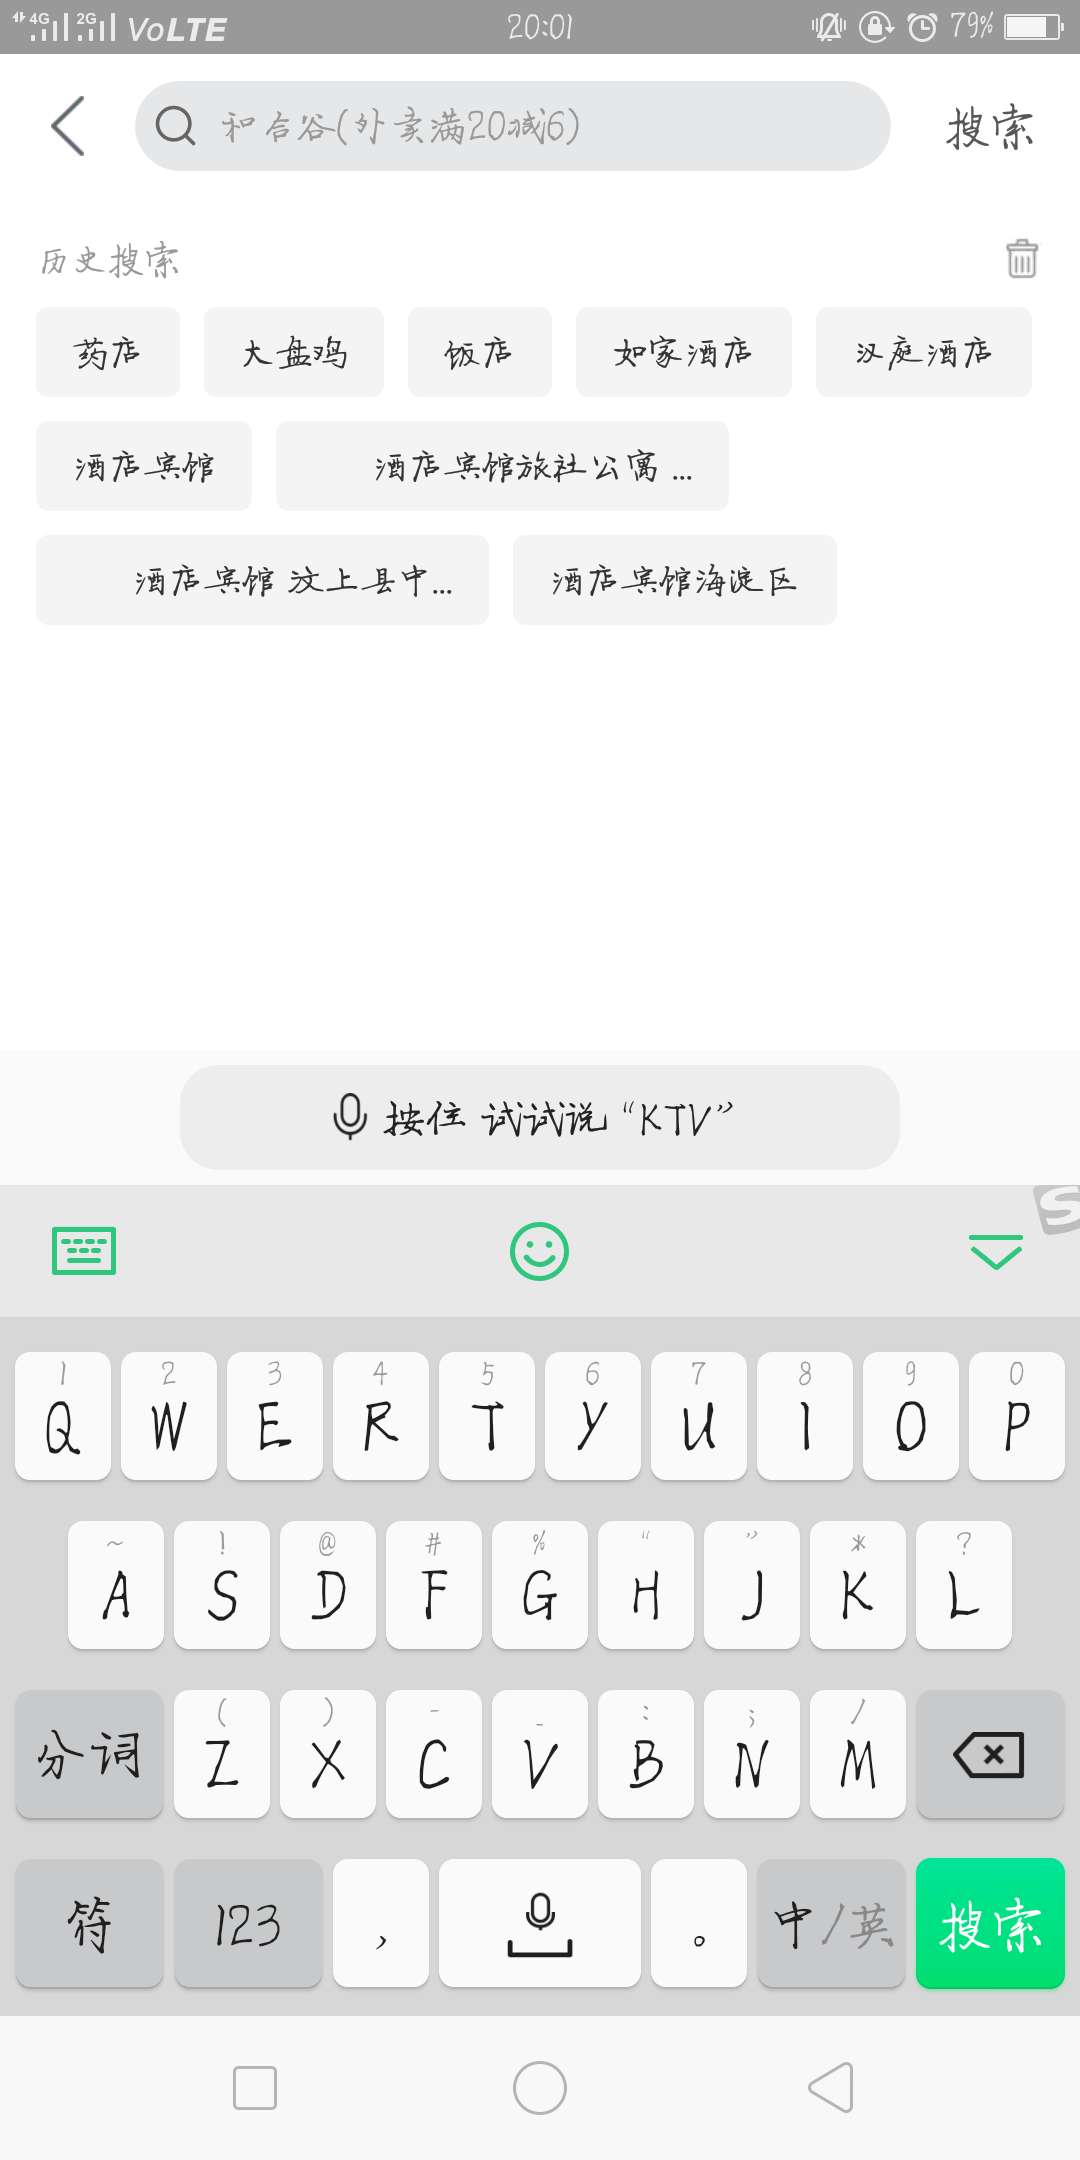 4G 2G VoLTE 20:01 79%
和合谷(外卖满20减6) 搜索
历史搜索
药店 大盘鸡 饭店 如家酒店 汉庭酒店
酒店宾馆 酒店宾馆旅社公寓 ...
酒店宾馆 汶上县中... 酒店宾馆海淀区
按住 试试说 “KTV”
S
1 2 3 4 5 6 7 8 9 0
Q W E R T Y U I O P
~ ! @ # % “ ” * ?
A S D F G H J K L
( ) - _ : ; /
分词 Z X C V B N M
符 123 , 。 中/英 搜索